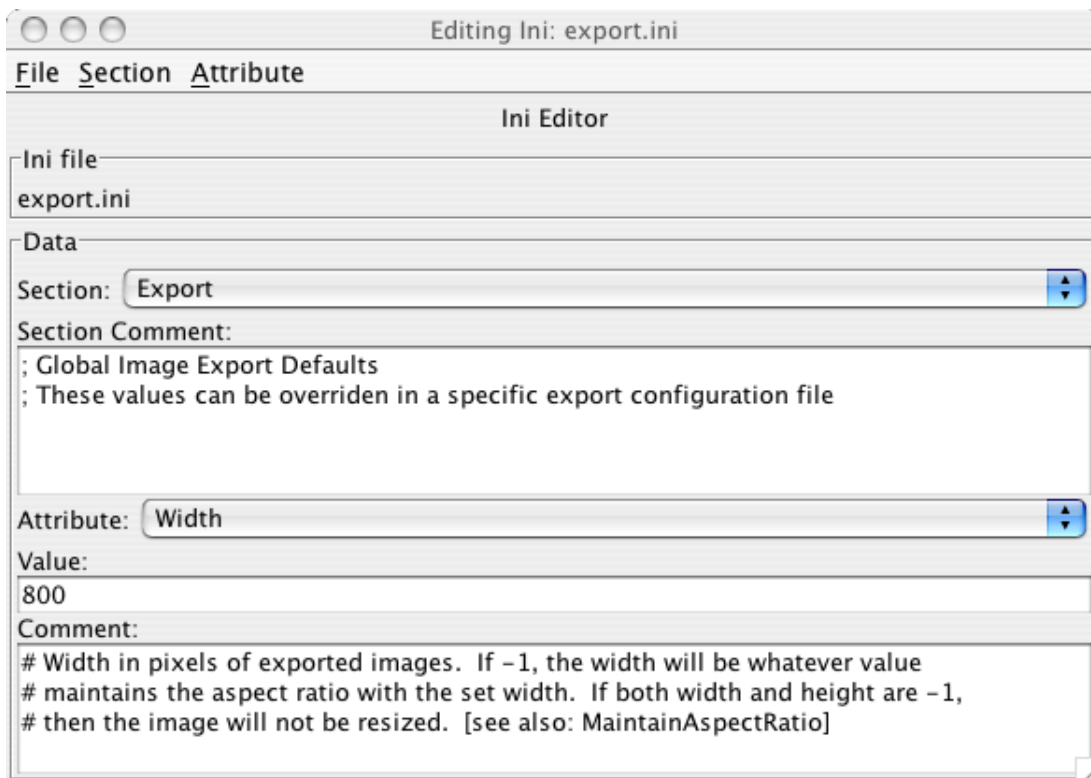 Editing Ini: export.ini
File Section Attribute
Ini Editor
Ini file
export.ini
Data
Section: Export
Section Comment:
; Global Image Export Defaults
; These values can be overriden in a specific export configuration file
Attribute: Width
Value:
800
Comment:
# Width in pixels of exported images.  If -1, the width will be whatever value
# maintains the aspect ratio with the set width.  If both width and height are -1,
# then the image will not be resized.  [see also: MaintainAspectRatio]